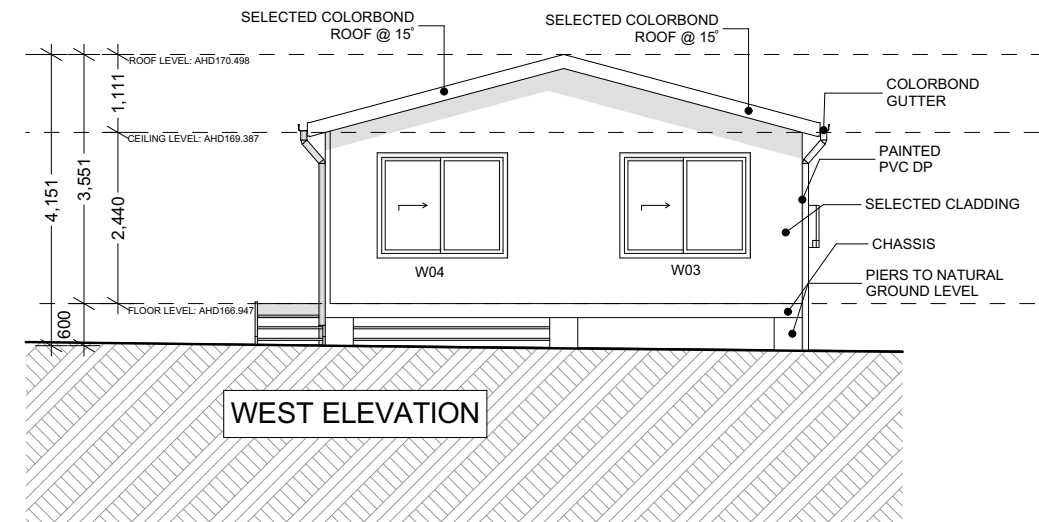 SELECTED COLORBOND
ROOF @ 15°
SELECTED COLORBOND
ROOF @ 15°
ROOF LEVEL: AHD170.498
COLORBOND
GUTTER
1,111
CEILING LEVEL: AHD169.387
PAINTED
PVC DP
4,151
3,551
2,440
SELECTED CLADDING
CHASSIS
W04
W03
PIERS TO NATURAL
GROUND LEVEL
FLOOR LEVEL: AHD166.947
600
WEST ELEVATION